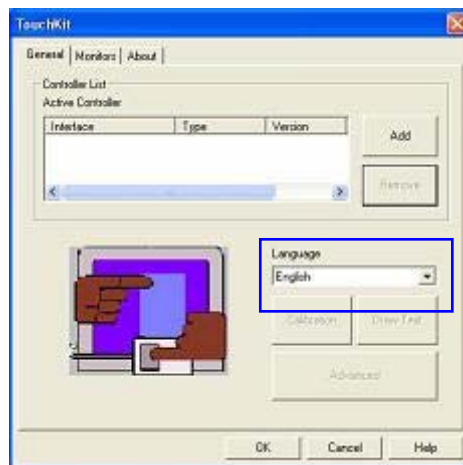 TouchKit
General Monitors About
Controller List
Active Controller
Interface Type Version
Add
Remove
Language
English
Calibration Draw Test
Advanced
OK Cancel Help